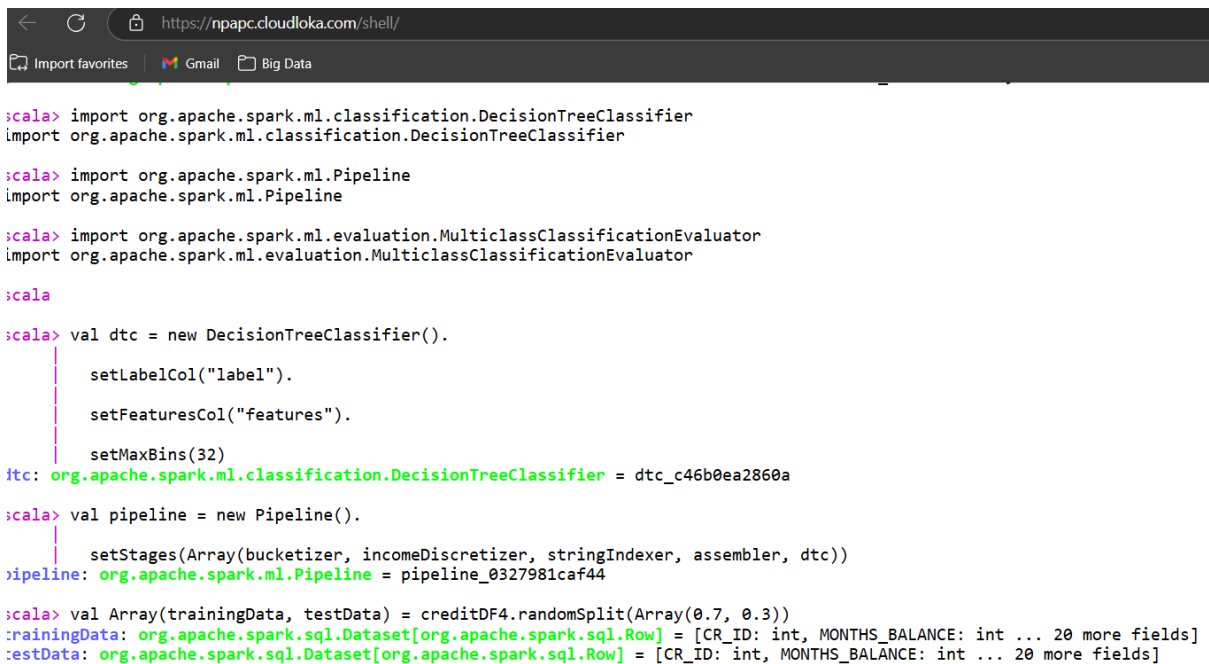 https://npapc.cloudloka.com/shell/
Import favorites Gmail Big Data
scala> import org.apache.spark.ml.classification.DecisionTreeClassifier
import org.apache.spark.ml.classification.DecisionTreeClassifier
scala> import org.apache.spark.ml.Pipeline
import org.apache.spark.ml.Pipeline
scala> import org.apache.spark.ml.evaluation.MulticlassClassificationEvaluator
import org.apache.spark.ml.evaluation.MulticlassClassificationEvaluator
scala
scala> val dtc = new DecisionTreeClassifier().
|
| setLabelCol("label").
|
| setFeaturesCol("features").
|
| setMaxBins(32)
dtc: org.apache.spark.ml.classification.DecisionTreeClassifier = dtc_c46b0ea2860a
scala> val pipeline = new Pipeline().
|
| setStages(Array(bucketizer, incomeDiscretizer, stringIndexer, assembler, dtc))
pipeline: org.apache.spark.ml.Pipeline = pipeline_0327981caf44
scala> val Array(trainingData, testData) = creditDF4.randomSplit(Array(0.7, 0.3))
trainingData: org.apache.spark.sql.Dataset[org.apache.spark.sql.Row] = [CR_ID: int, MONTHS_BALANCE: int ... 20 more fields]
testData: org.apache.spark.sql.Dataset[org.apache.spark.sql.Row] = [CR_ID: int, MONTHS_BALANCE: int ... 20 more fields]